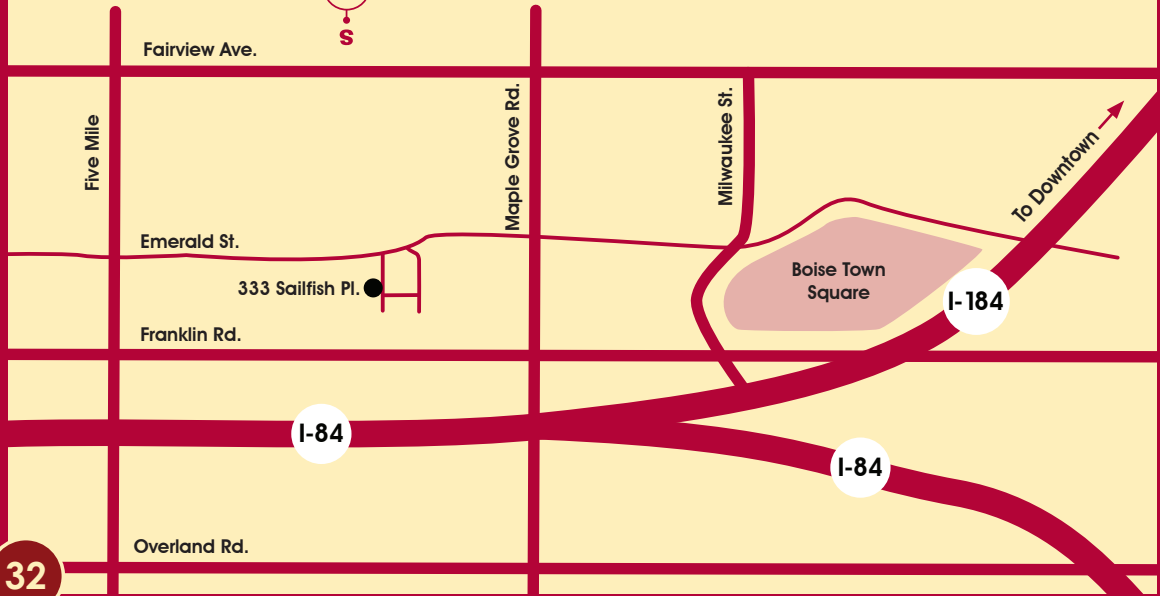 S
Fairview Ave.
Five Mile
Maple Grove Rd.
Milwaukee St.
To Downtown
Emerald St.
333 Sailfish Pl.
Boise Town
Square
I-184
Franklin Rd.
I-84
I-84
Overland Rd.
32